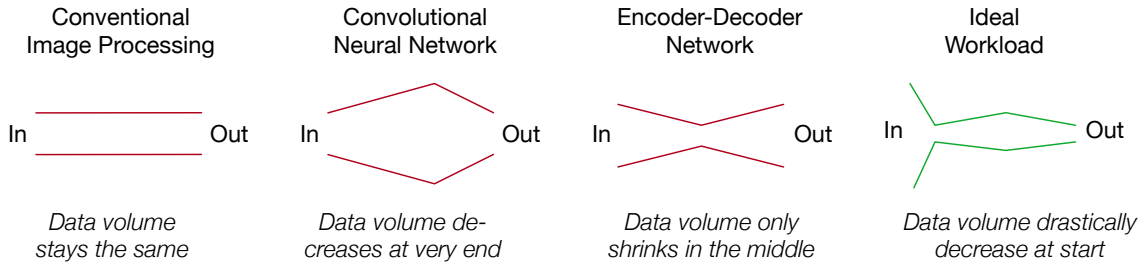 Conventional
Image Processing
Convolutional
Neural Network
Encoder-Decoder
Network
Ideal
Workload
In
Out
In
Out
In
Out
In
Out
Data volume
stays the same
Data volume de-
creases at very end
Data volume only
shrinks in the middle
Data volume drastically
decrease at start